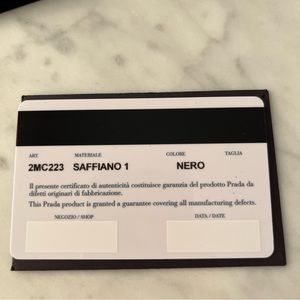 ART. MATERIALE COLORE TAGLIA
2MC223 SAFFIANO 1 NERO
Il presente certificato di autenticità costituisce garanzia del prodotto Prada da
difetti originari di fabbricazione.
This Prada product is granted a guarantee covering all manufacturing defects.
NEGOZIO / SHOP DATA / DATE